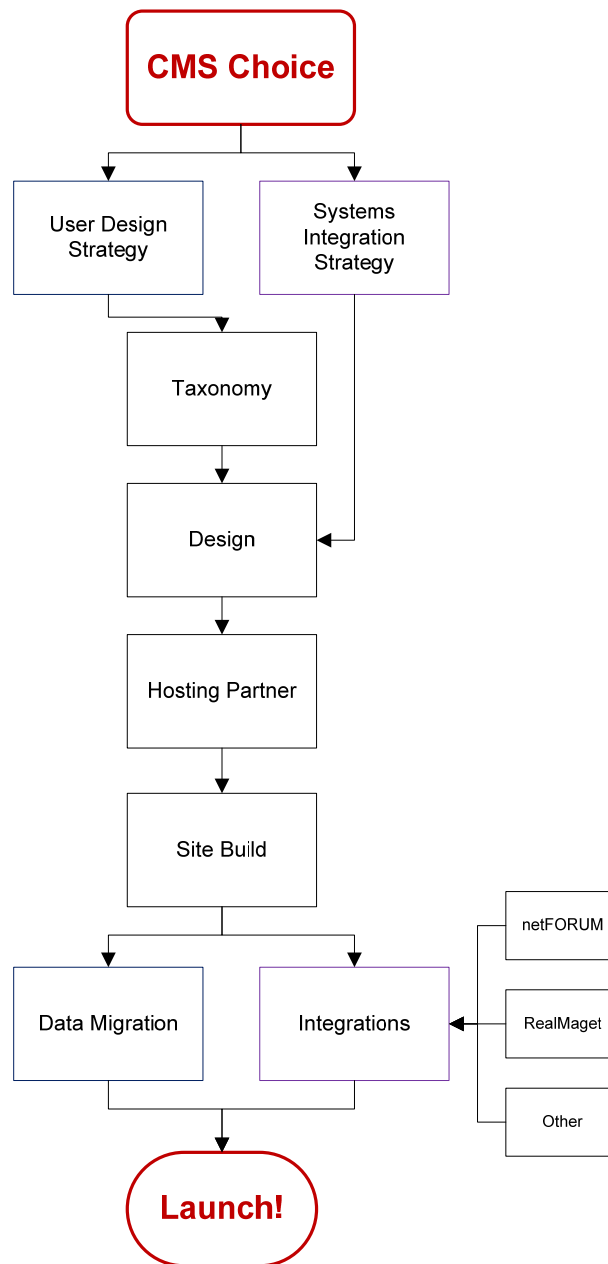 CMS Choice
User Design
Strategy
Systems
Integration
Strategy
Taxonomy
Design
Hosting Partner
Site Build
netFORUM
Data Migration
Integrations
RealMaget
Other
Launch!